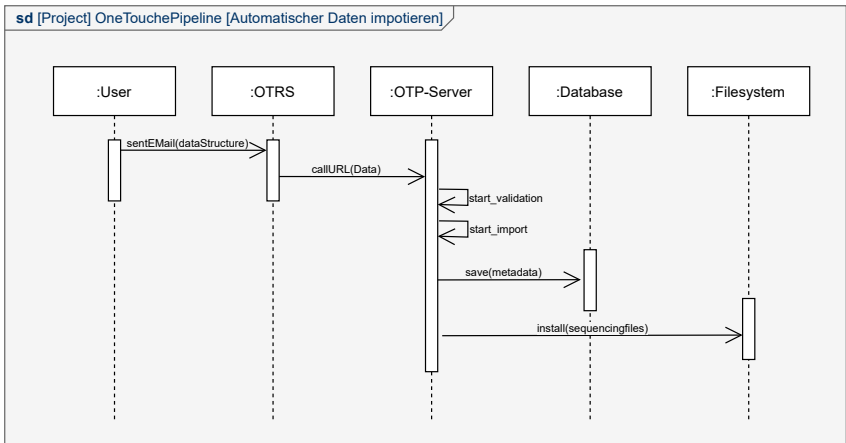 sd [Project] OneTouchePipeline [Automatischer Daten impotieren]
:User
:OTRS
:OTP-Server
:Database
:Filesystem
sentEMail(dataStructure)
callURL(Data)
start_validation
start_import
save(metadata)
install(sequencingfiles)